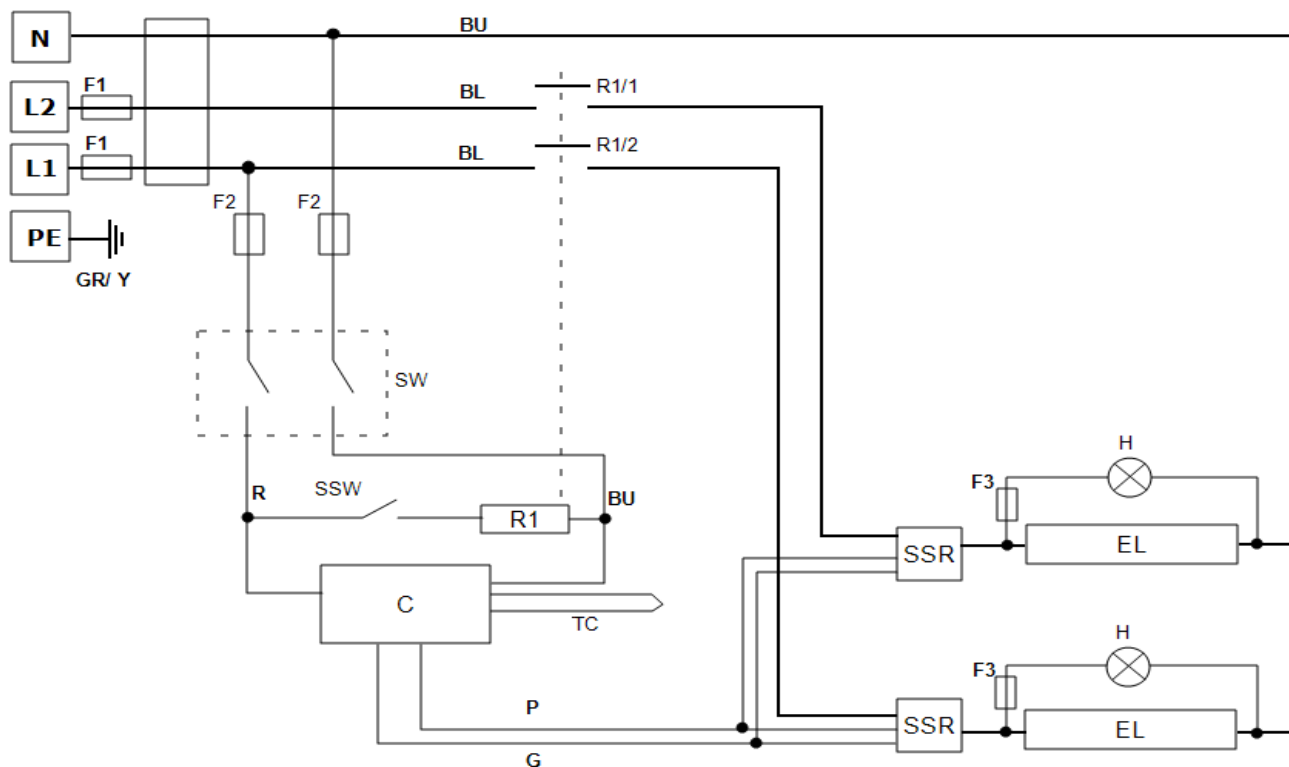 N
BU
L2
F1
BL
R1/1
L1
F1
BL
R1/2
F2
F2
PE
GR/ Y
SW
R
SSW
R1
BU
C
TC
P
G
H
F3
SSR
EL
H
F3
SSR
EL